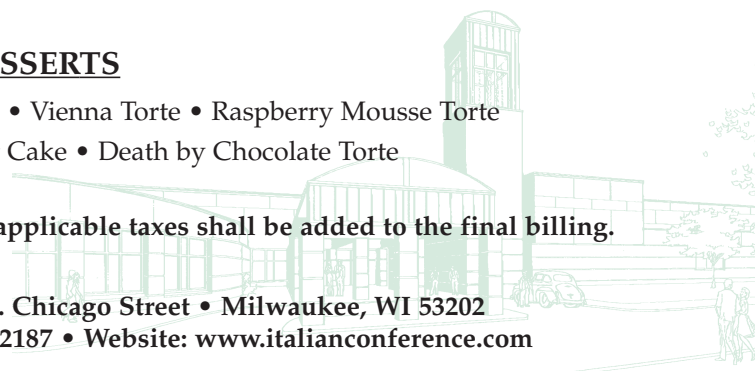 SSERTS
• Vienna Torte • Raspberry Mousse Torte
Cake • Death by Chocolate Torte
applicable taxes shall be added to the final billing.
. Chicago Street • Milwaukee, WI 53202
2187 • Website: www.italianconference.com